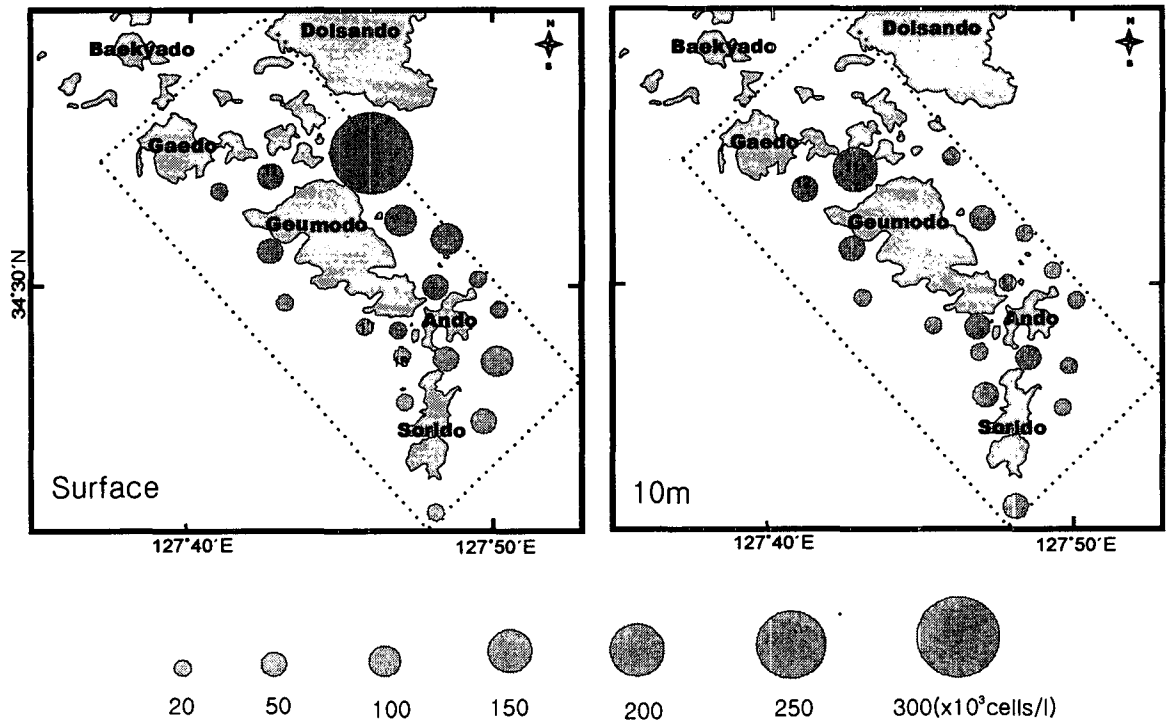 Dolsando
Baekyado
N
S
Gaedo
Geumodo
34°30´N
Ando
Sorido
Surface
127°40´E
127°50´E
Dolsando
Baekyado
N
S
Gaedo
Geumodo
Ando
Sorido
10m
127°40´E
127°50´E
20
50
100
150
200
250
300(x10³cells/l)